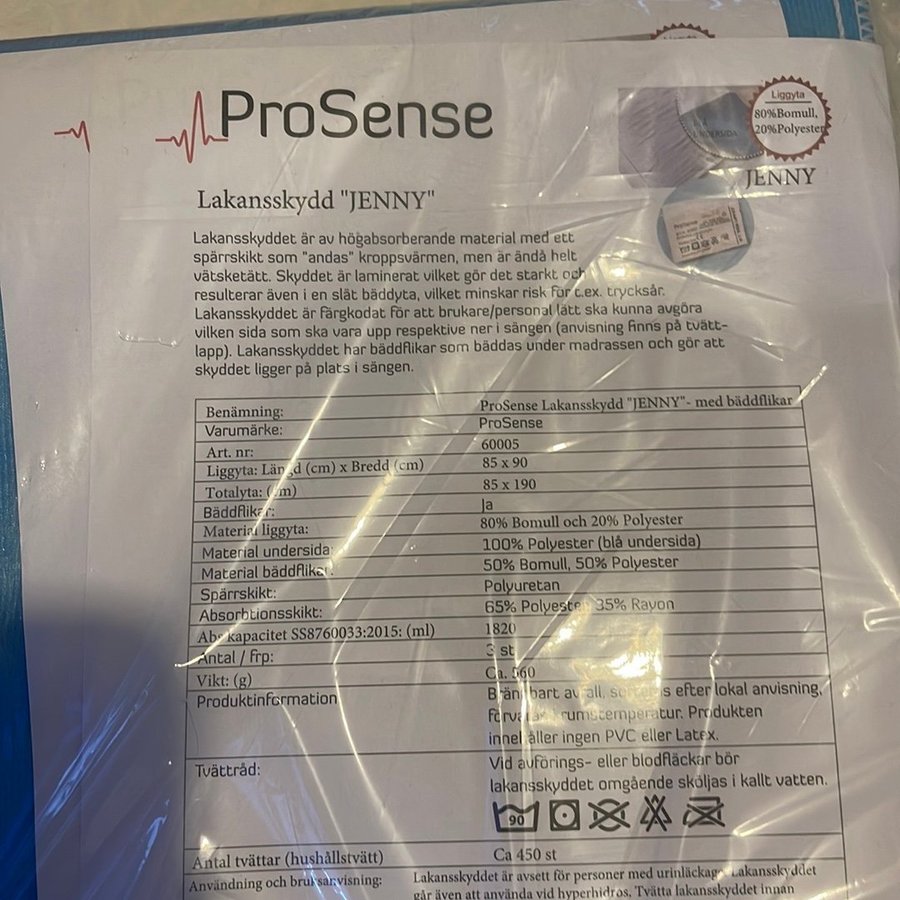 ProSense
Liggyta
80%Bomull,
20%Polyester
UNDERSIDA
JENNY
ProSense
Lakansskydd "JENNY"
Lakansskyddet är av högabsorberande material med ett
spärrskikt som "andas" kroppsvärmen, men är ändå helt
vätsketätt. Skyddet är laminerat vilket gör det starkt och
resulterar även i en slät bäddyta, vilket minskar risk för t.ex. trycksår.
Lakansskyddet är färgkodat för att brukare/personal lätt ska kunna avgöra
vilken sida som ska vara upp respektive ner i sängen (anvisning finns på tvätt-
lapp). Lakansskyddet har bäddflikar som bäddas under madrassen och gör att
skyddet ligger på plats i sängen.
Benämning: ProSense Lakansskydd "JENNY"- med bäddflikar
Varumärke: ProSense
Art. nr: 60005
Liggyta: Längd (cm) x Bredd (cm) 85 x 90
Totalyta: (cm) 85 x 190
Bäddflikar: Ja
Material liggyta: 80% Bomull och 20% Polyester
Material undersida: 100% Polyester (blå undersida)
Material bäddflikar: 50% Bomull, 50% Polyester
Spärrskikt: Polyuretan
Absorbtionsskikt: 65% Polyester 35% Rayon
Abs kapacitet SS8760033:2015: (ml) 1820
Antal / frp: 3 st
Vikt: (g) Ca. 560
Produktinformation Brännbart avfall, sorteras efter lokal anvisning,
förvaras i rumstemperatur. Produkten
innehåller ingen PVC eller Latex.
Tvättråd: Vid avförings- eller blodfläckar bör
lakansskyddet omgående sköljas i kallt vatten.
90
Antal tvättar (hushållstvätt) Ca 450 st
Användning och bruksanvisning: Lakansskyddet är avsett för personer med urinläckage. Lakansskyddet
går även att använda vid hyperhidros. Tvätta lakansskyddet innan